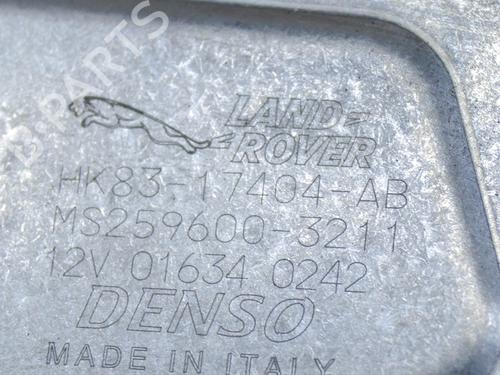 B-PARTS
LAND-
ROVER
HK83-17404-AB
MS259600-3211
12V 01634 0242
DENSO
MADE IN ITALY